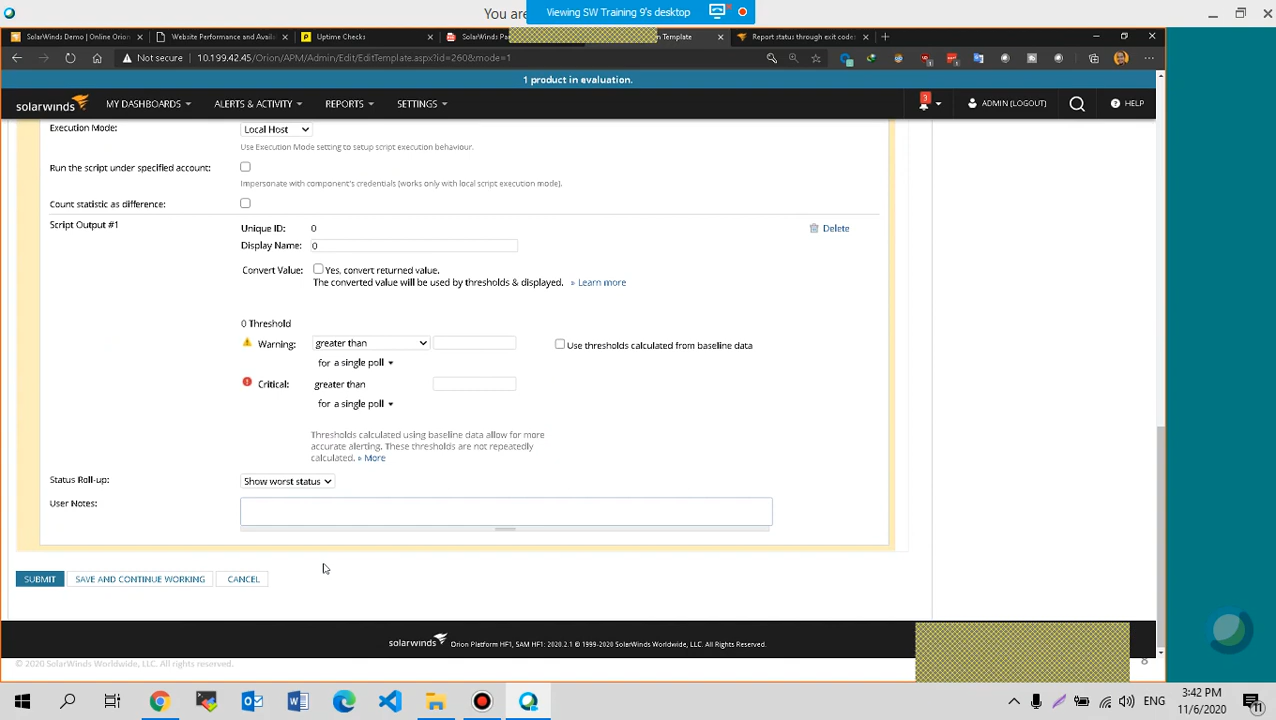 You are
Viewing SW Training 9's desktop
SolarWinds Demo | Online Orion
Website Performance and Availa
Uptime Checks
SolarWinds Pa
n Template
Report status through exit code
Not secure
10.199.42.45/Orion/APM/Admin/Edit/EditTemplate.aspx?id=260&mode=1
1 product in evaluation.
solarwinds
MY DASHBOARDS
ALERTS & ACTIVITY
REPORTS
SETTINGS
ADMIN (LOGOUT)
HELP
Execution Mode:
Local Host
Use Execution Mode setting to setup script execution behaviour.
Run the script under specified account:
Impersonate with component's credentials (works only with local script execution mode).
Count statistic as difference:
Script Output #1
Unique ID: 0
Delete
Display Name: 0
Convert Value: Yes, convert returned value.
The converted value will be used by thresholds & displayed. » Learn more
0 Threshold
Warning: greater than
Use thresholds calculated from baseline data
for a single poll
Critical: greater than
for a single poll
Thresholds calculated using baseline data allow for more
accurate alerting. These thresholds are not repeatedly
calculated. » More
Status Roll-up: Show worst status
User Notes:
SUBMIT
SAVE AND CONTINUE WORKING
CANCEL
solarwinds
Orion Platform HF1, SAM HF1: 2020.2.1 © 1999-2020 SolarWinds Worldwide, LLC. All Rights Reserved.
© 2020 SolarWinds Worldwide, LLC. All rights reserved.
8
3:42 PM
11/6/2020